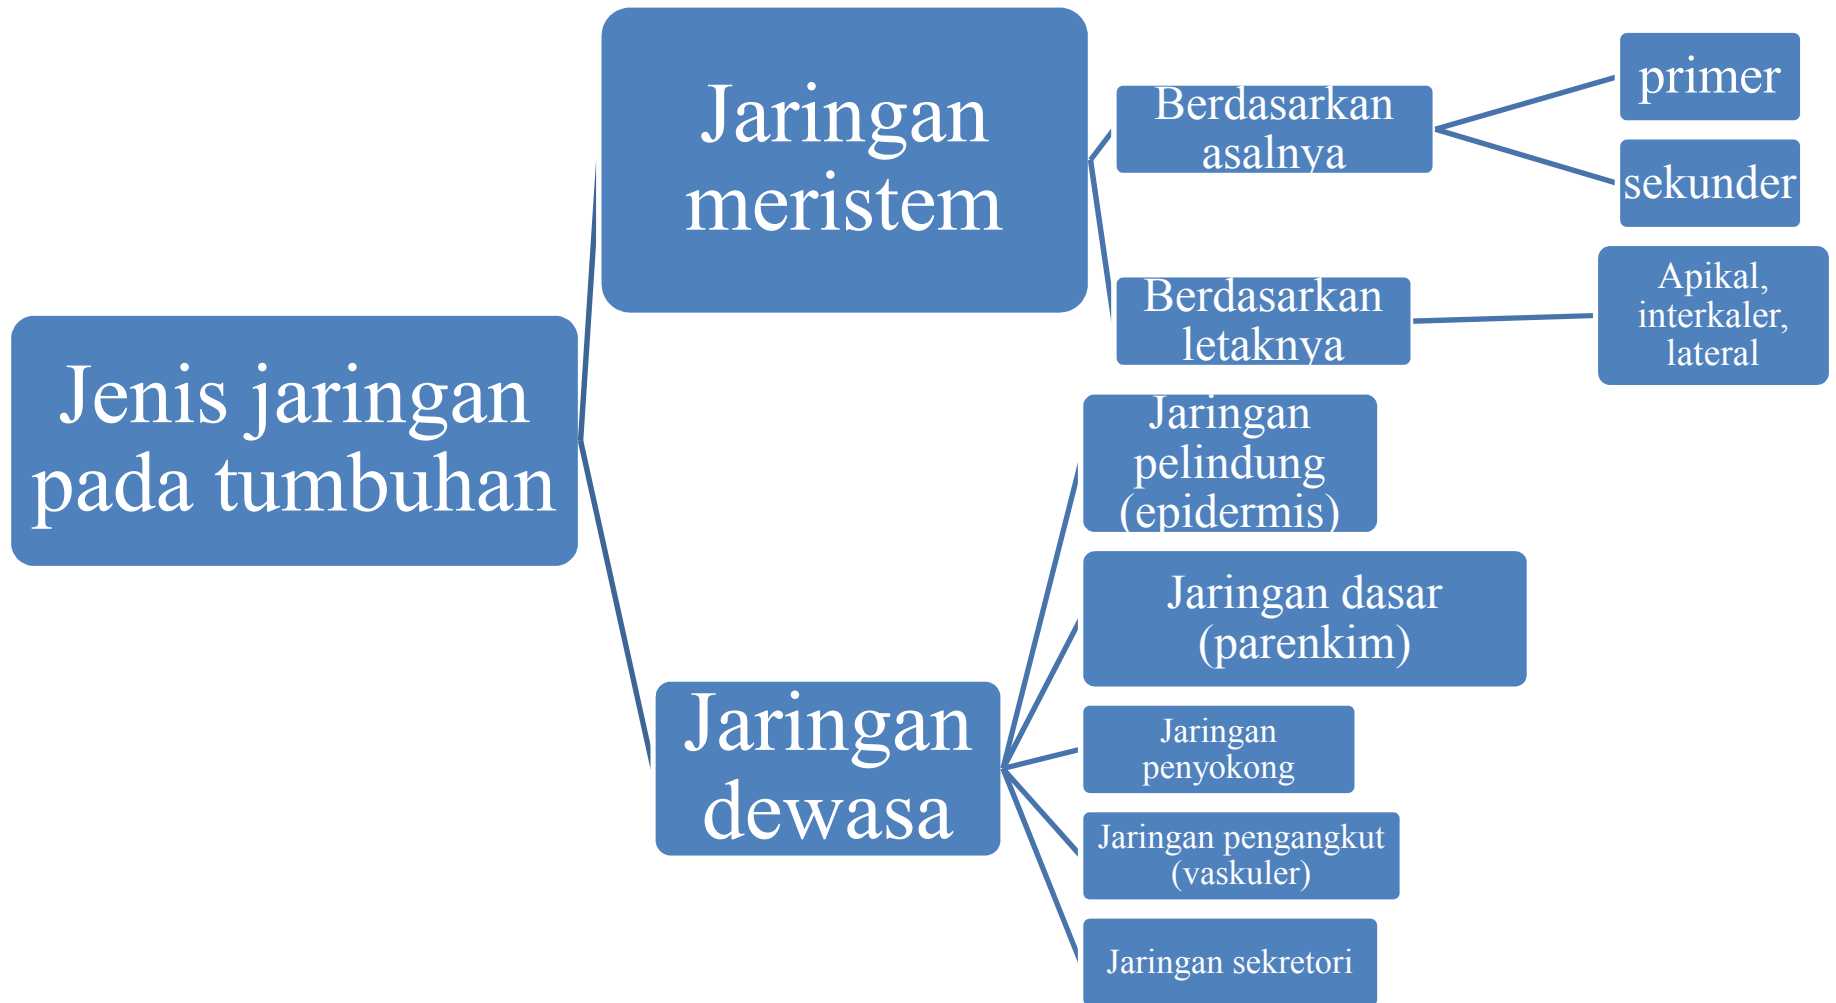 Jenis jaringan
pada tumbuhan
Jaringan
meristem
Berdasarkan
asalnya
primer
sekunder
Berdasarkan
letaknya
Apikal,
interkaler,
lateral
Jaringan
dewasa
Jaringan
pelindung
(epidermis)
Jaringan dasar
(parenkim)
Jaringan
penyokong
Jaringan pengangkut
(vaskuler)
Jaringan sekretori